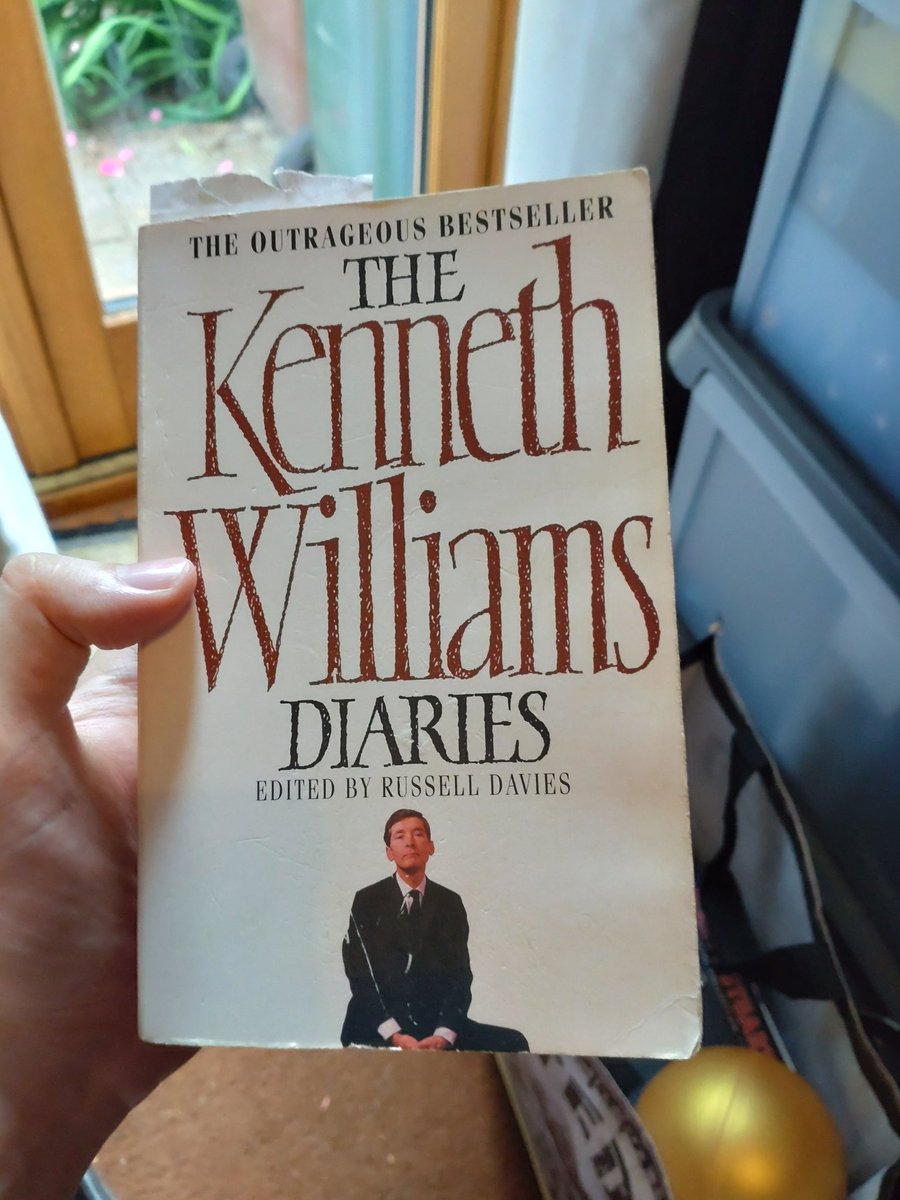 THE OUTRAGEOUS BESTSELLER
THE
Kenneth
Williams
DIARIES
EDITED BY RUSSELL DAVIES